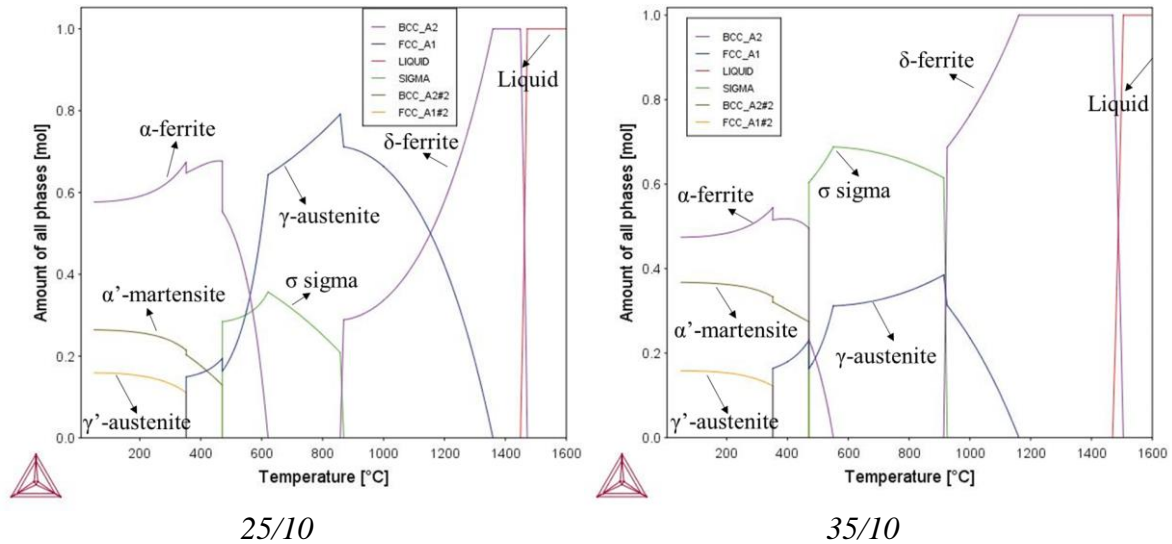 BCC_A2
FCC_A1
LIQUID
SIGMA
BCC_A2#2
FCC_A1#2
Liquid
δ-ferrite
α-ferrite
γ-austenite
σ sigma
α’-martensite
γ’-austenite
Amount of all phases [mol]
1.0
0.8
0.6
0.4
0.2
0.0
200 400 600 800 1000 1200 1400 1600
Temperature [°C]
25/10
BCC_A2
FCC_A1
LIQUID
SIGMA
BCC_A2#2
FCC_A1#2
δ-ferrite
Liquid
σ sigma
α-ferrite
α’-martensite
γ-austenite
γ’-austenite
Amount of all phases [mol]
1.0
0.8
0.6
0.4
0.2
0.0
200 400 600 800 1000 1200 1400 1600
Temperature [°C]
35/10